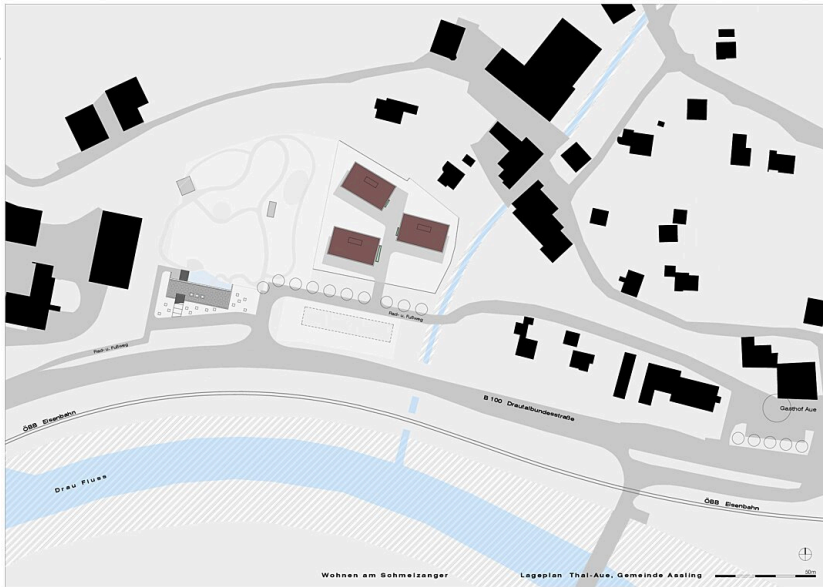 Rad- u. Fußweg
Rad- u. Fußweg
B 100 Drautalbundesstraße
Gasthof Aue
ÖBB Eisenbahn
Drau Fluss
ÖBB Eisenbahn
50m
Wohnen am Schmelzanger
Lageplan Thal-Aue, Gemeinde Assling